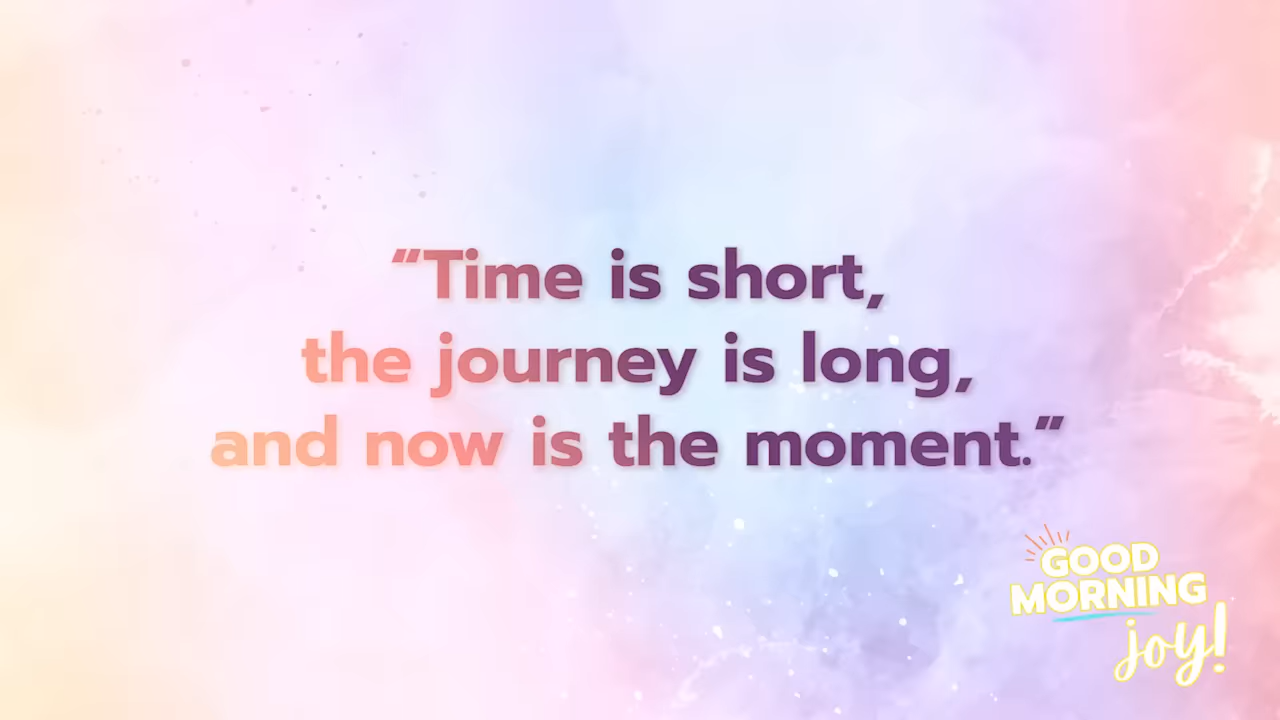 “Time is short,
the journey is long,
and now is the moment.”
GOOD
MORNING
joy!